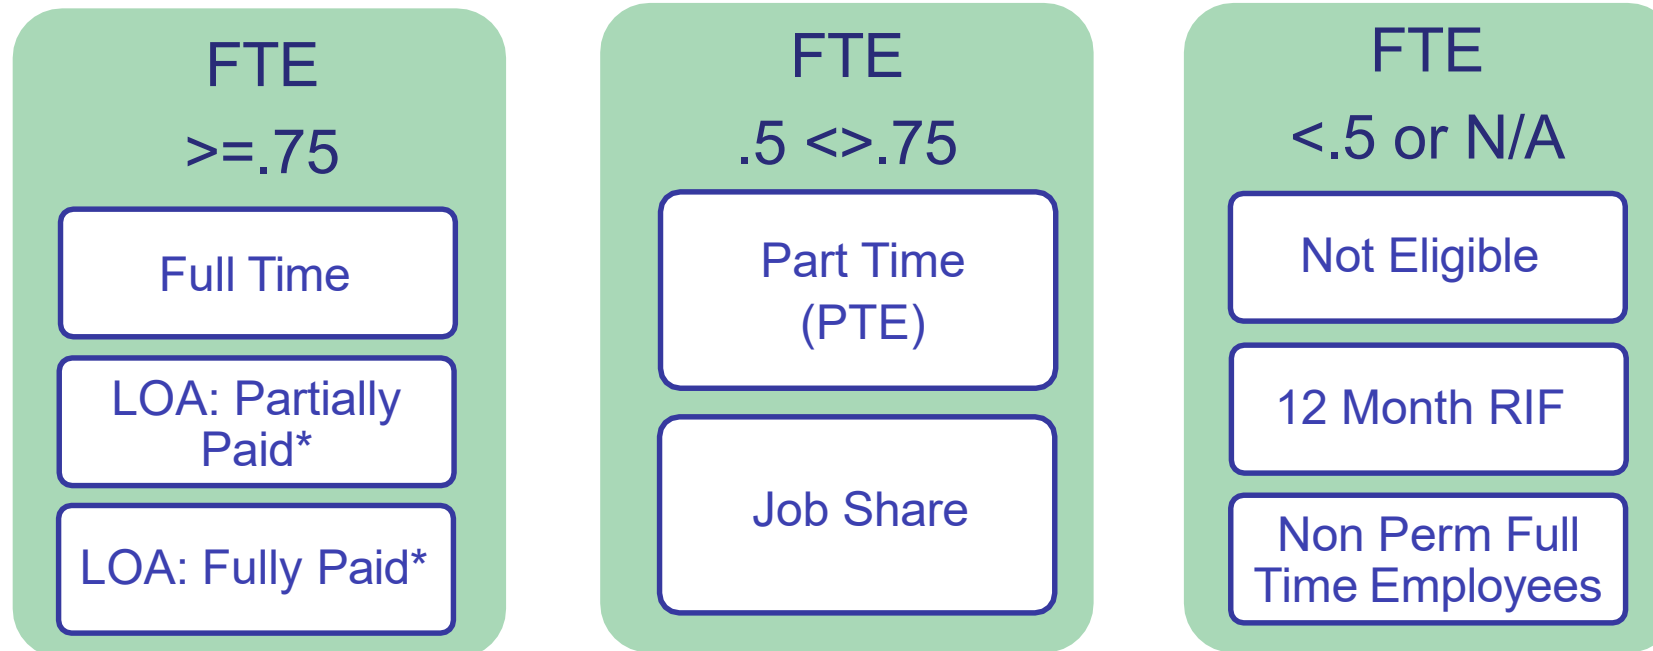 FTE
>=.75
Full Time
LOA: Partially
Paid*
LOA: Fully Paid*
FTE
.5 <>.75
Part Time
(PTE)
Job Share
FTE
<.5 or N/A
Not Eligible
12 Month RIF
Non Perm Full
Time Employees